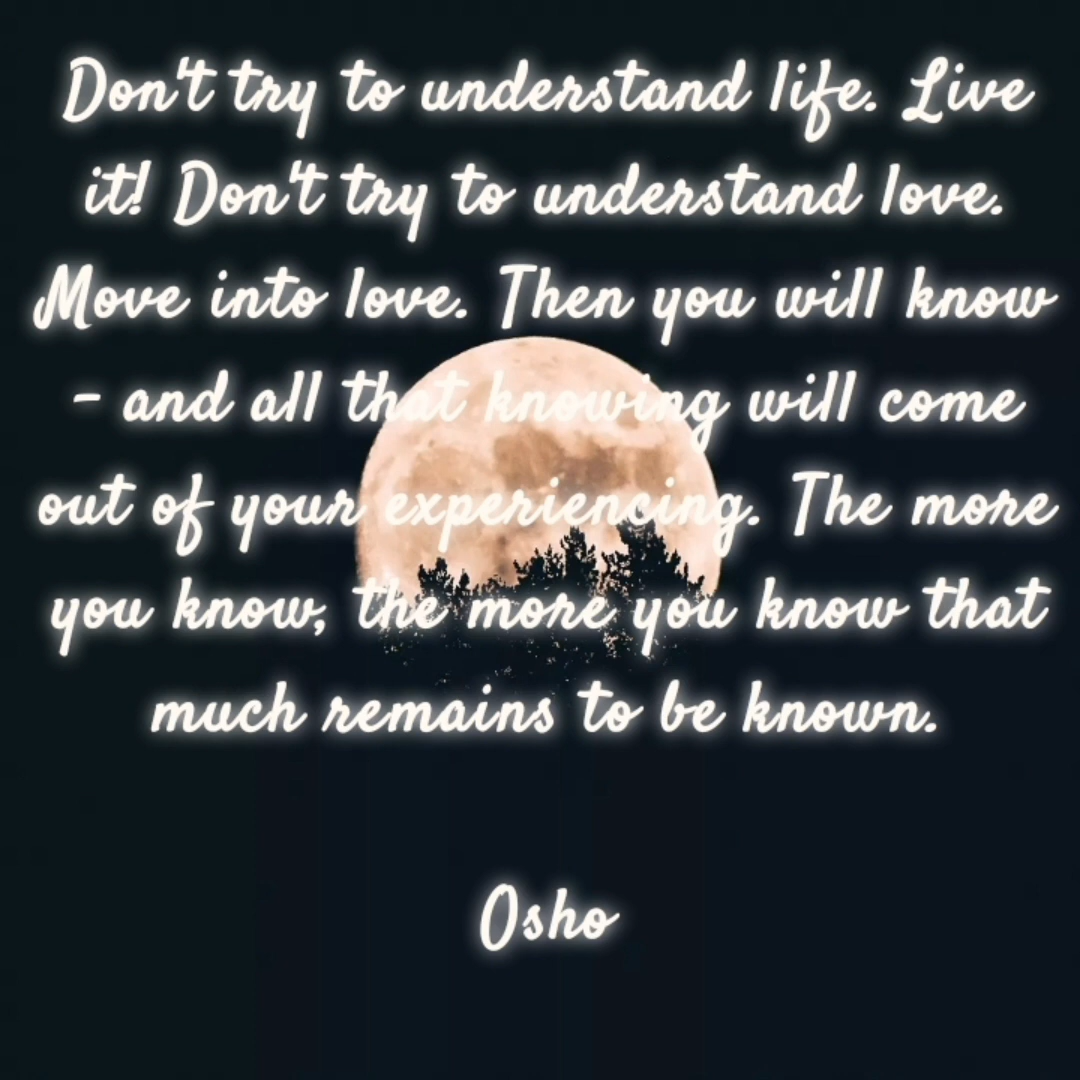 Don't try to understand life. Live
it! Don't try to understand love.
Move into love. Then you will know
- and all that knowing will come
out of your experiencing. The more
you know, the more you know that
much remains to be known.
Osho